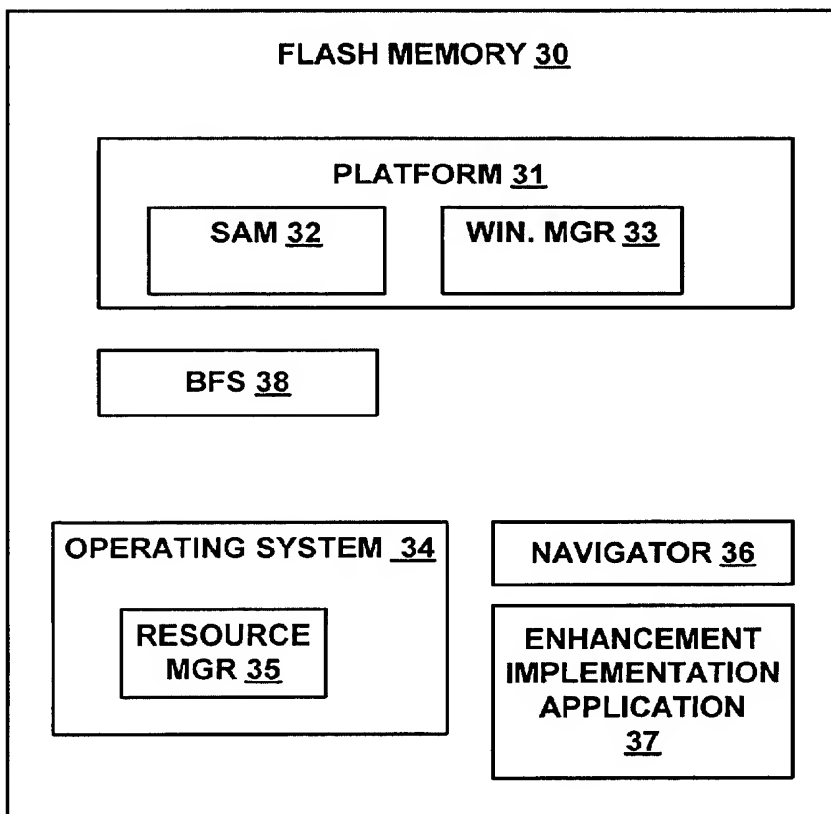 FLASH MEMORY 30
PLATFORM 31
SAM 32
WIN. MGR 33
BFS 38
OPERATING SYSTEM 34
RESOURCE
MGR 35
NAVIGATOR 36
ENHANCEMENT
IMPLEMENTATION
APPLICATION
37